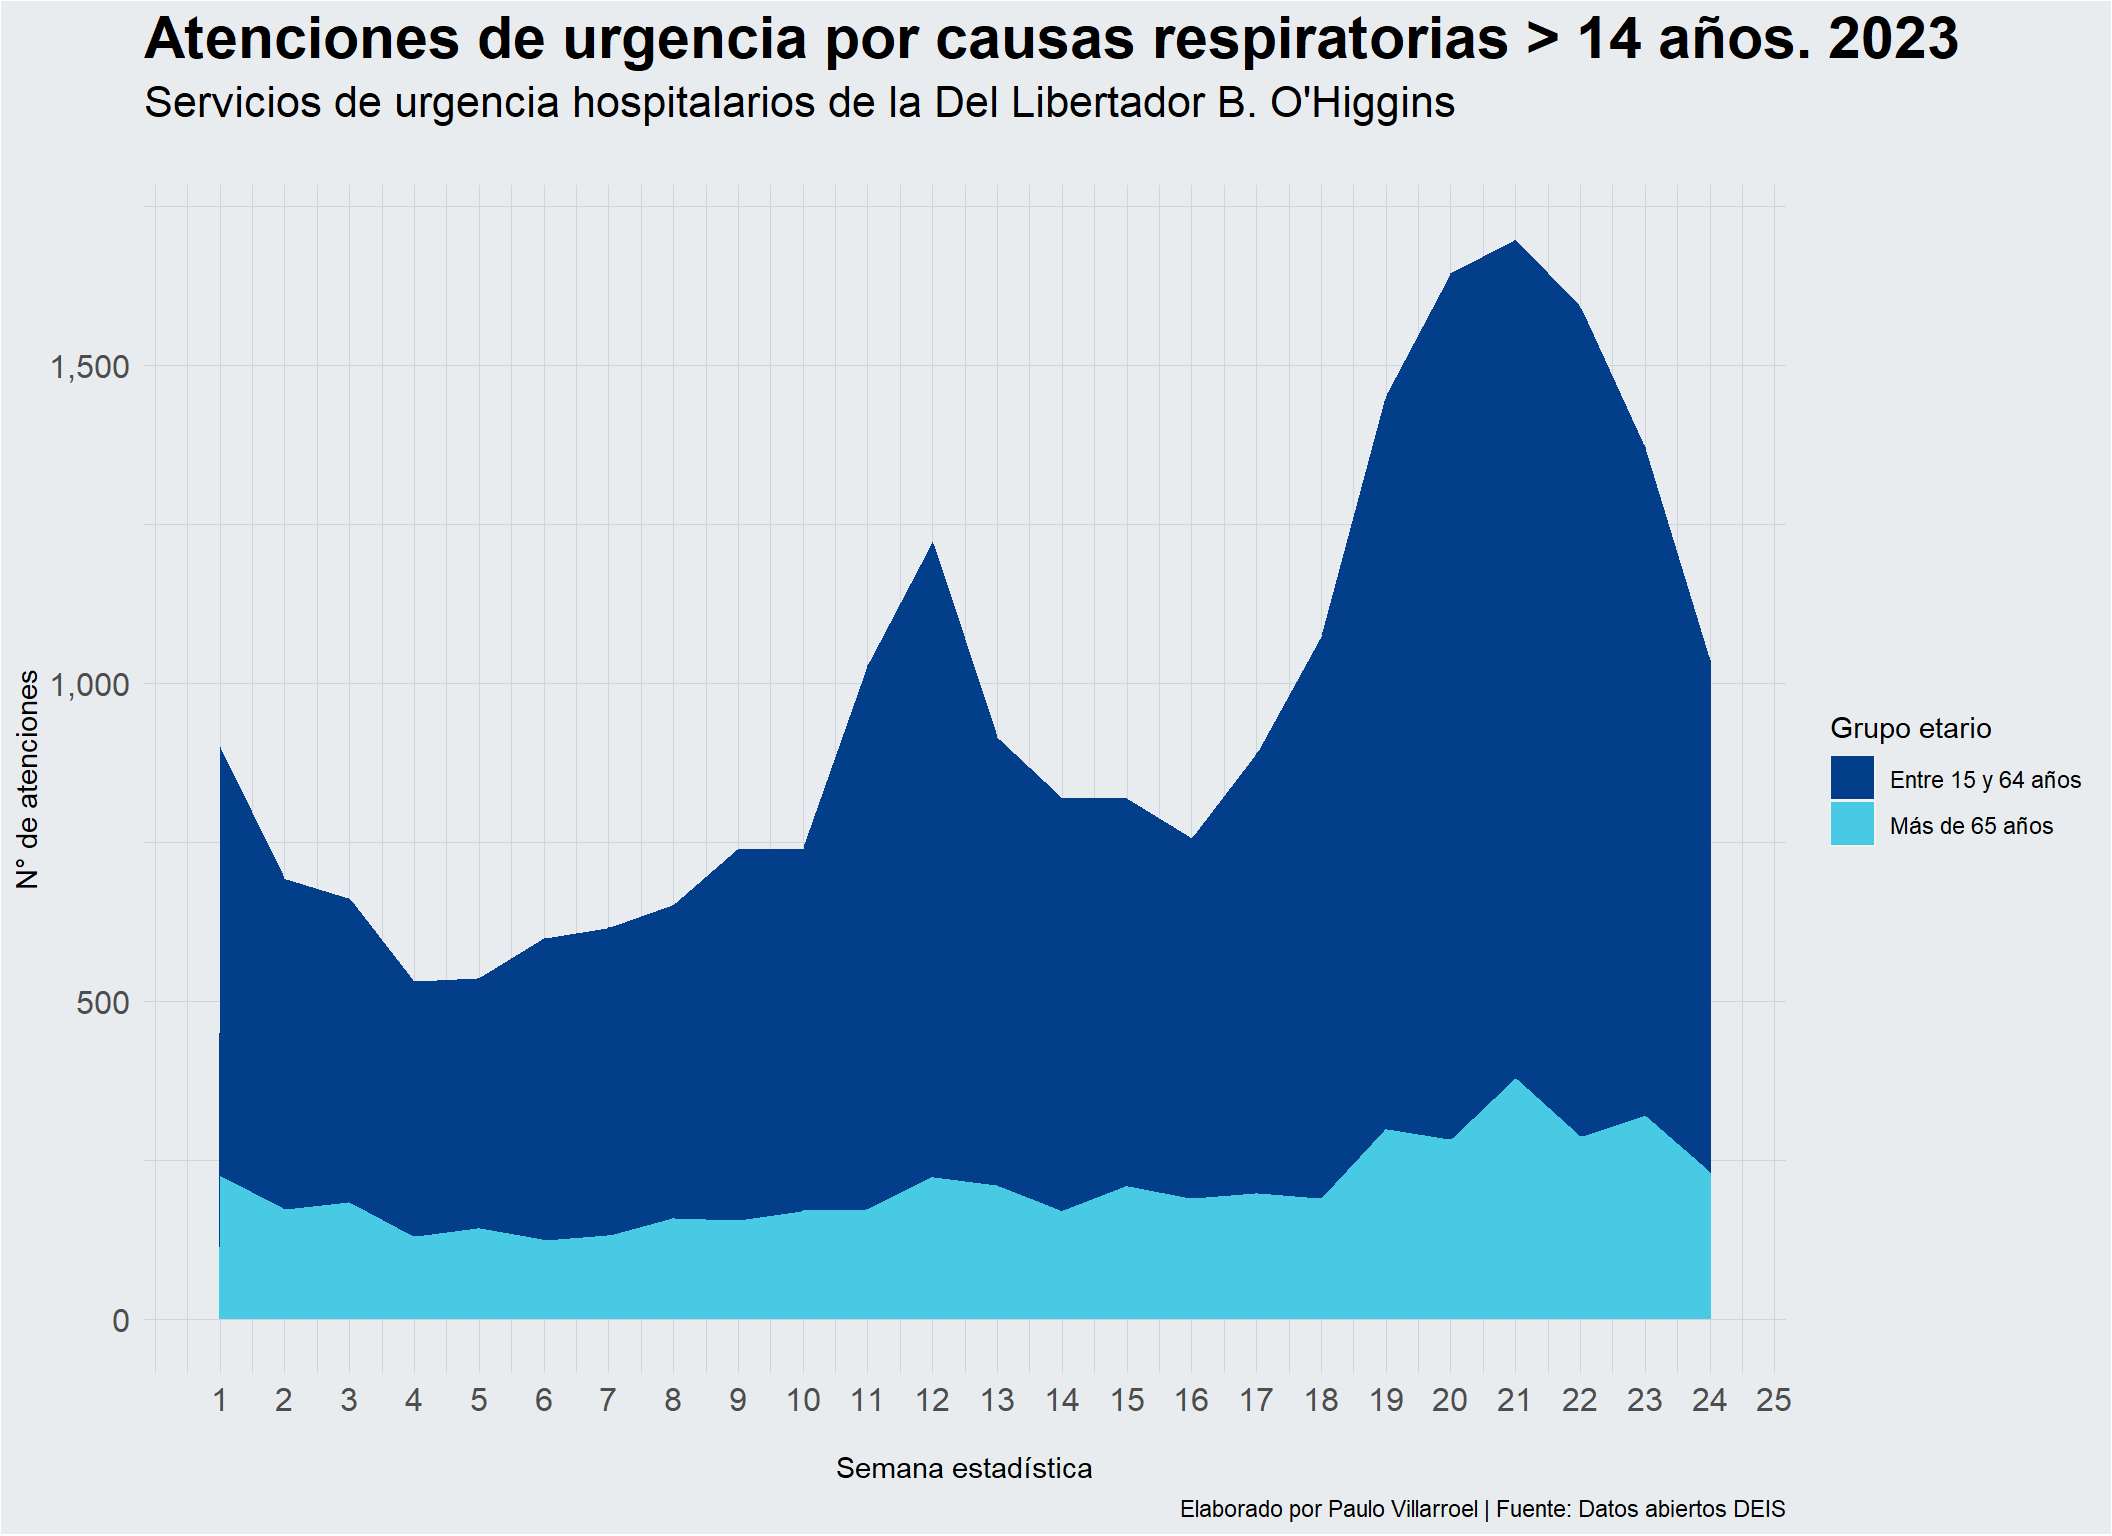 Atenciones de urgencia por causas respiratorias > 14 años. 2023
Servicios de urgencia hospitalarios de la Del Libertador B. O'Higgins
1,500
1,000
500
0
N° de atenciones
Grupo etario
Entre 15 y 64 años
Más de 65 años
1 2 3 4 5 6 7 8 9 10 11 12 13 14 15 16 17 18 19 20 21 22 23 24 25
Semana estadística
Elaborado por Paulo Villarroel | Fuente: Datos abiertos DEIS